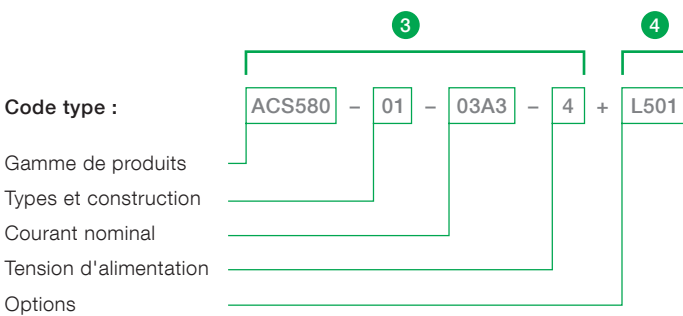 3 4
Code type : ACS580 – 01 – 03A3 – 4 + L501
Gamme de produits
Types et construction
Courant nominal
Tension d'alimentation
Options